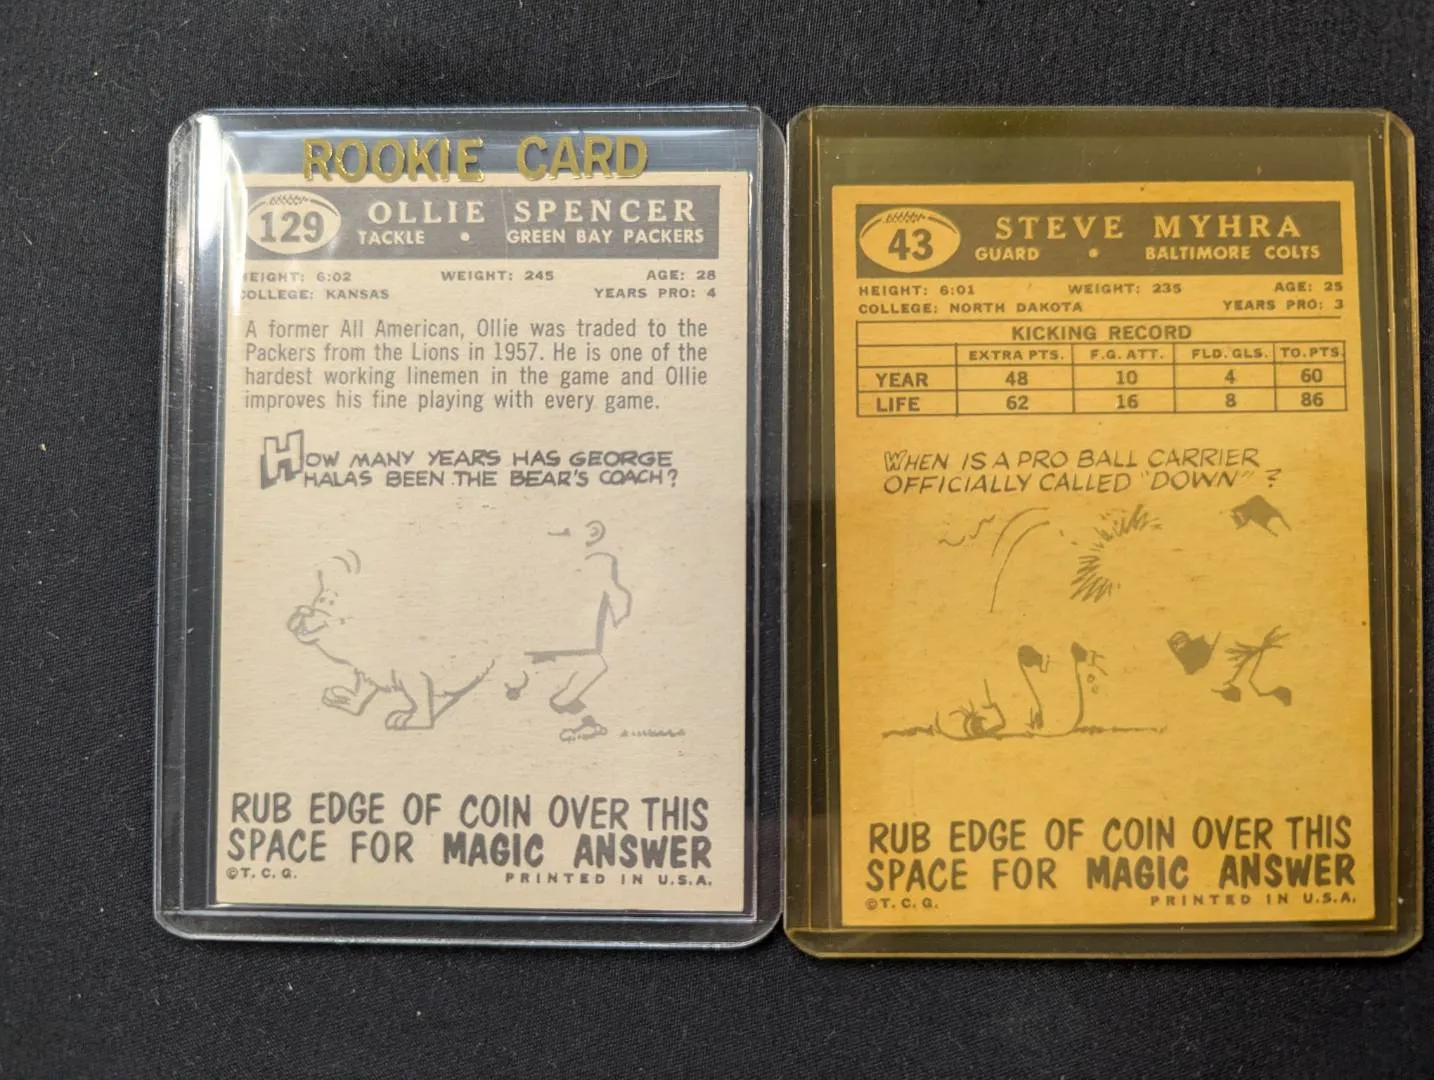 ROOKIE CARD
129
OLLIE SPENCER
TACKLE • GREEN BAY PACKERS
HEIGHT: 6:02 WEIGHT: 245 AGE: 28
COLLEGE: KANSAS YEARS PRO: 4
A former All American, Ollie was traded to the
Packers from the Lions in 1957. He is one of the
hardest working linemen in the game and Ollie
improves his fine playing with every game.
HOW MANY YEARS HAS GEORGE
HALAS BEEN THE BEAR'S COACH?
RUB EDGE OF COIN OVER THIS
SPACE FOR MAGIC ANSWER
©T. C. G. PRINTED IN U.S.A.
43
STEVE MYHRA
GUARD • BALTIMORE COLTS
HEIGHT: 6:01 WEIGHT: 235 AGE: 25
COLLEGE: NORTH DAKOTA YEARS PRO: 3
KICKING RECORD
EXTRA PTS. F.G. ATT. FLD. GLS. TO. PTS.
YEAR 48 10 4 60
LIFE 62 16 8 86
WHEN IS A PRO BALL CARRIER
OFFICIALLY CALLED "DOWN"?
RUB EDGE OF COIN OVER THIS
SPACE FOR MAGIC ANSWER
©T. C. G. PRINTED IN U.S.A.